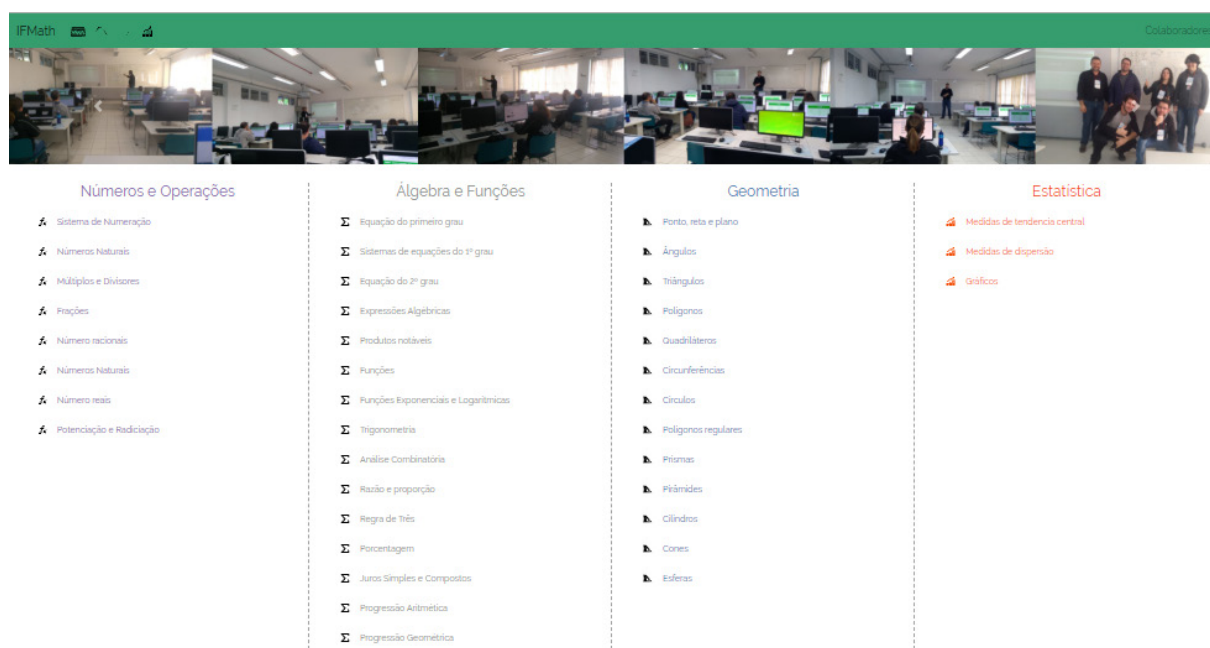 IFMath
Colaboradores
Números e Operações
Sistema de Numeração
Números Naturais
Múltiplos e Divisores
Frações
Número racionais
Números Naturais
Número reais
Potenciação e Radiciação
Álgebra e Funções
Equação do primeiro grau
Sistemas de equações do 1º grau
Equação do 2º grau
Expressões Algébricas
Produtos notáveis
Funções
Funções Exponenciais e Logarítmicas
Trigonometria
Análise Combinatória
Razão e proporção
Regra de Três
Porcentagem
Juros Simples e Compostos
Progressão Aritmética
Progressão Geométrica
Geometria
Ponto, reta e plano
Ângulos
Triângulos
Polígonos
Quadriláteros
Circunferências
Círculos
Polígonos regulares
Prismas
Pirâmides
Cilindros
Cones
Esferas
Estatística
Medidas de tendencia central
Medidas de dispersão
Gráficos